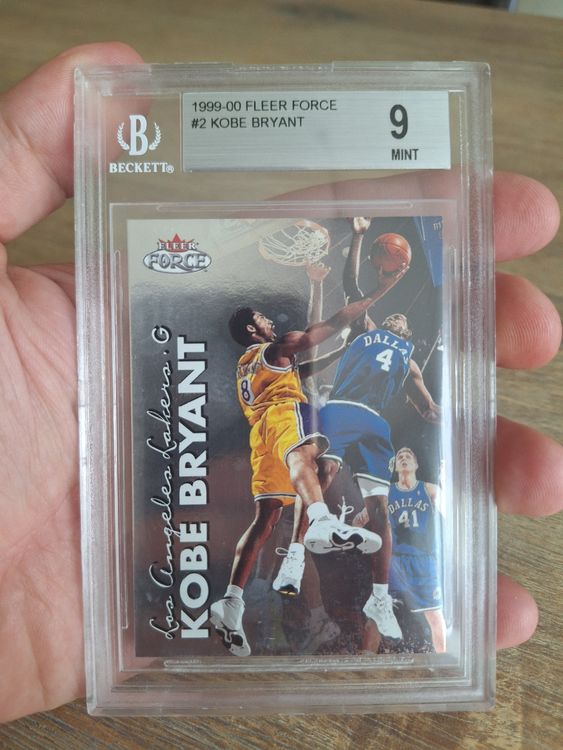 1999-00 FLEER FORCE
#2 KOBE BRYANT
9
MINT
B
BECKETT®
FLEER
FORCE
Los Angeles Lakers · G
KOBE BRYANT
8
DALLAS
4
DALLAS
41